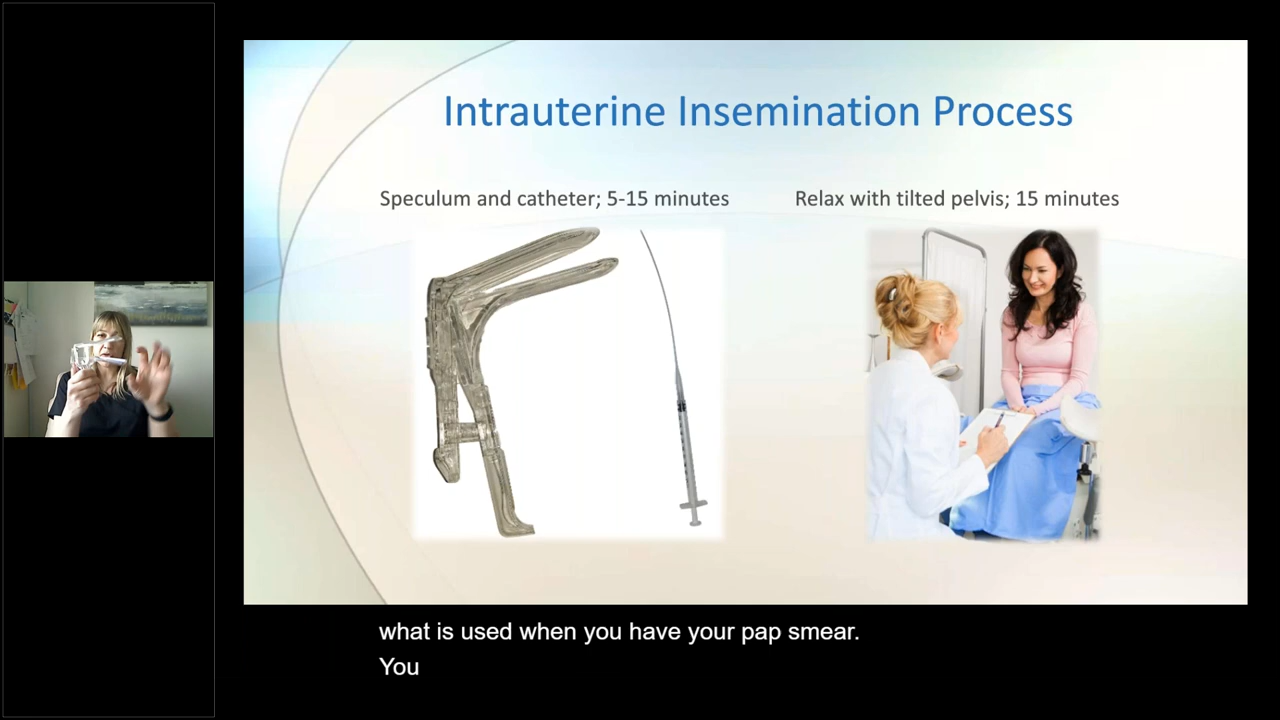 Intrauterine Insemination Process
Speculum and catheter; 5-15 minutes
Relax with tilted pelvis; 15 minutes
what is used when you have your pap smear.
You